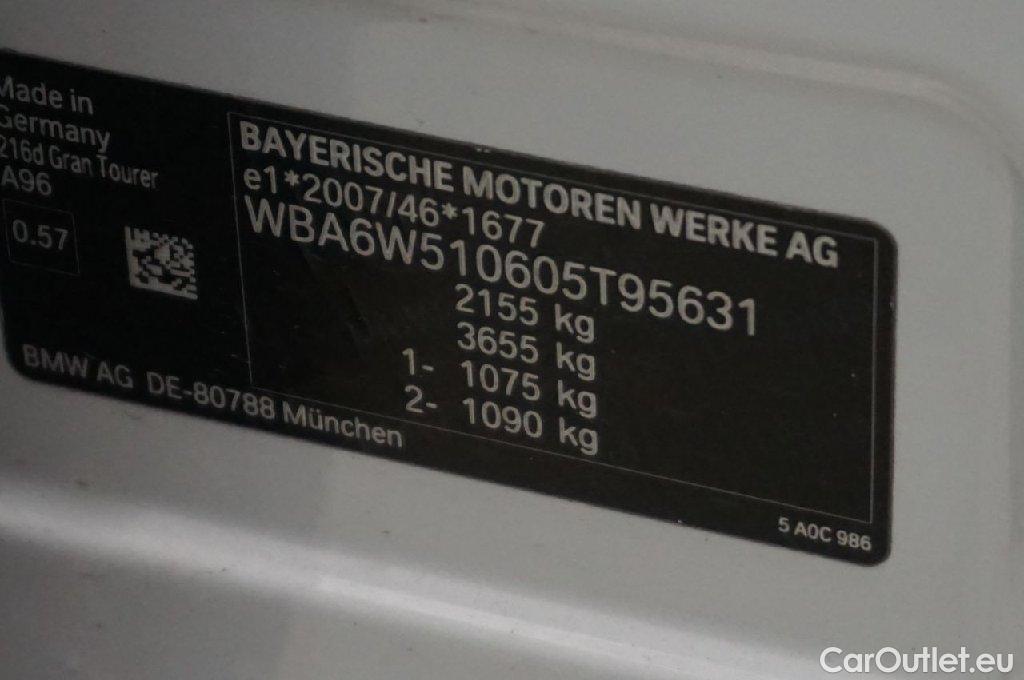 Made in
Germany
216d Gran Tourer
A96
0.57
BAYERISCHE MOTOREN WERKE AG
e1*2007/46*1677
WBA6W510605T95631
2155 kg
3655 kg
1- 1075 kg
2- 1090 kg
BMW AG DE-80788 München
5 A0C 986
CarOutlet.eu